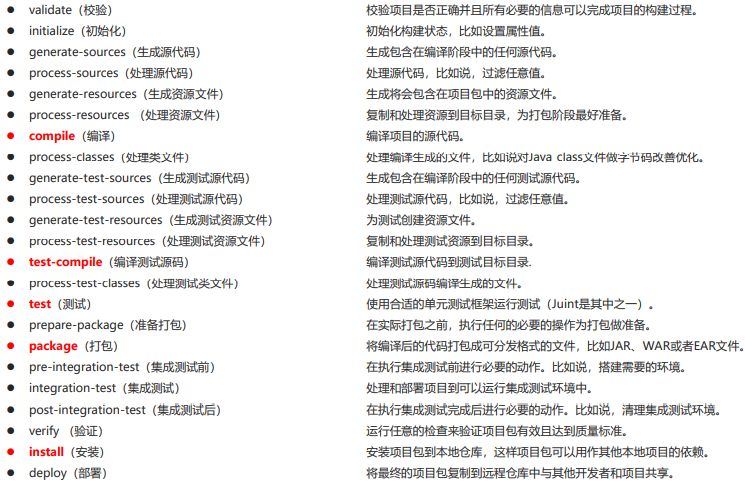 validate（校验） 校验项目是否正确并且所有必要的信息可以完成项目的构建过程。
initialize（初始化） 初始化构建状态，比如设置属性值。
generate-sources（生成源代码） 生成包含在编译阶段中的任何源代码。
process-sources（处理源代码） 处理源代码，比如说，过滤任意值。
generate-resources（生成资源文件） 生成将会包含在项目包中的资源文件。
process-resources （处理资源文件） 复制和处理资源到目标目录，为打包阶段最好准备。
compile（编译） 编译项目的源代码。
process-classes（处理类文件） 处理编译生成的文件，比如说对Java class文件做字节码改善优化。
generate-test-sources（生成测试源代码） 生成包含在编译阶段中的任何测试源代码。
process-test-sources（处理测试源代码） 处理测试源代码，比如说，过滤任意值。
generate-test-resources（生成测试资源文件） 为测试创建资源文件。
process-test-resources（处理测试资源文件） 复制和处理测试资源到目标目录。
test-compile（编译测试源码） 编译测试源代码到测试目标目录.
process-test-classes（处理测试类文件） 处理测试源码编译生成的文件。
test（测试） 使用合适的单元测试框架运行测试（Juint是其中之一）。
prepare-package（准备打包） 在实际打包之前，执行任何的必要的操作为打包做准备。
package（打包） 将编译后的代码打包成可分发格式的文件，比如JAR、WAR或者EAR文件。
pre-integration-test（集成测试前） 在执行集成测试前进行必要的动作。比如说，搭建需要的环境。
integration-test（集成测试） 处理和部署项目到可以运行集成测试环境中。
post-integration-test（集成测试后） 在执行集成测试完成后进行必要的动作。比如说，清理集成测试环境。
verify （验证） 运行任意的检查来验证项目包有效且达到质量标准。
install（安装） 安装项目包到本地仓库，这样项目包可以用作其他本地项目的依赖。
deploy（部署） 将最终的项目包复制到远程仓库中与其他开发者和项目共享。